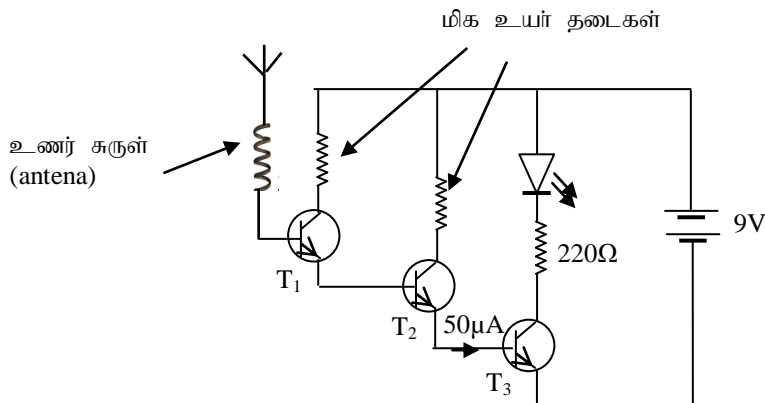 மிக உயர் தடைகள்
உணர் சுருள்
(antena)
9V
220Ω
T₁
T₂
50μA
T₃